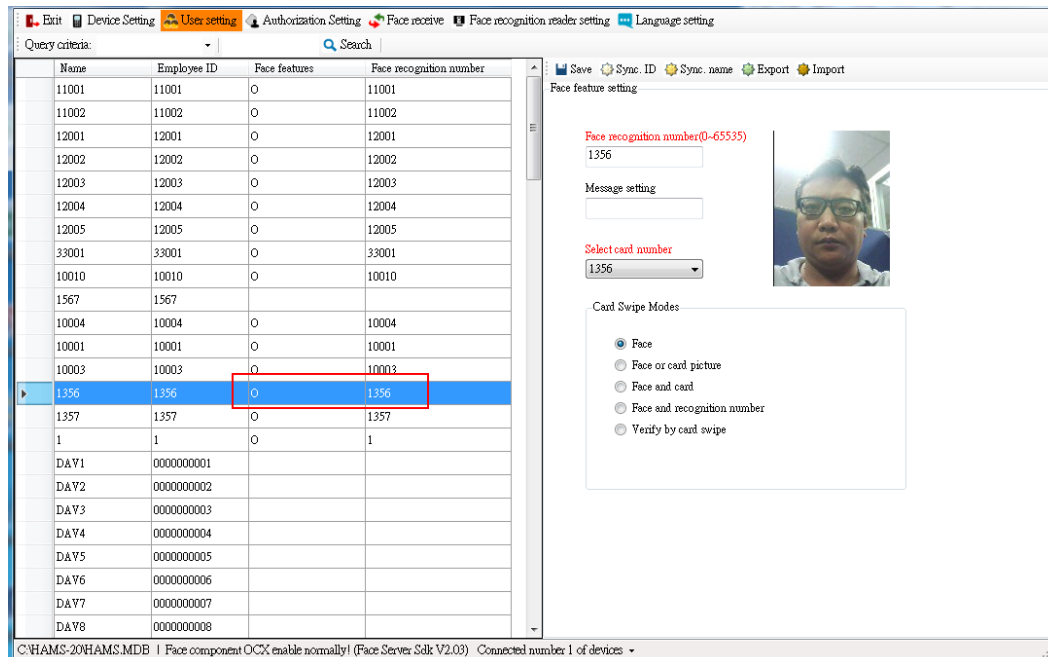 Exit Device Setting User setting Authorization Setting Face receive Face recognition reader setting Language setting
Query criteria: Search
Name Employee ID Face features Face recognition number
11001 11001 O 11001
11002 11002 O 11002
12001 12001 O 12001
12002 12002 O 12002
12003 12003 O 12003
12004 12004 O 12004
12005 12005 O 12005
33001 33001 O 33001
10010 10010 O 10010
1567 1567
10004 10004 O 10004
10001 10001 O 10001
10003 10003 O 10003
1356 1356 O 1356
1357 1357 O 1357
1 1 O 1
DAV1 0000000001
DAV2 0000000002
DAV3 0000000003
DAV4 0000000004
DAV5 0000000005
DAV6 0000000006
DAV7 0000000007
DAV8 0000000008
Save Sync. ID Sync. name Export Import
Face feature setting
Face recognition number(0~65535)
1356
Message setting
Select card number
1356
Card Swipe Modes
Face
Face or card picture
Face and card
Face and recognition number
Verify by card swipe
C:\HAMS-20\HAMS.MDB | Face component OCX enable normally! (Face Server Sdk V2.03) Connected number 1 of devices